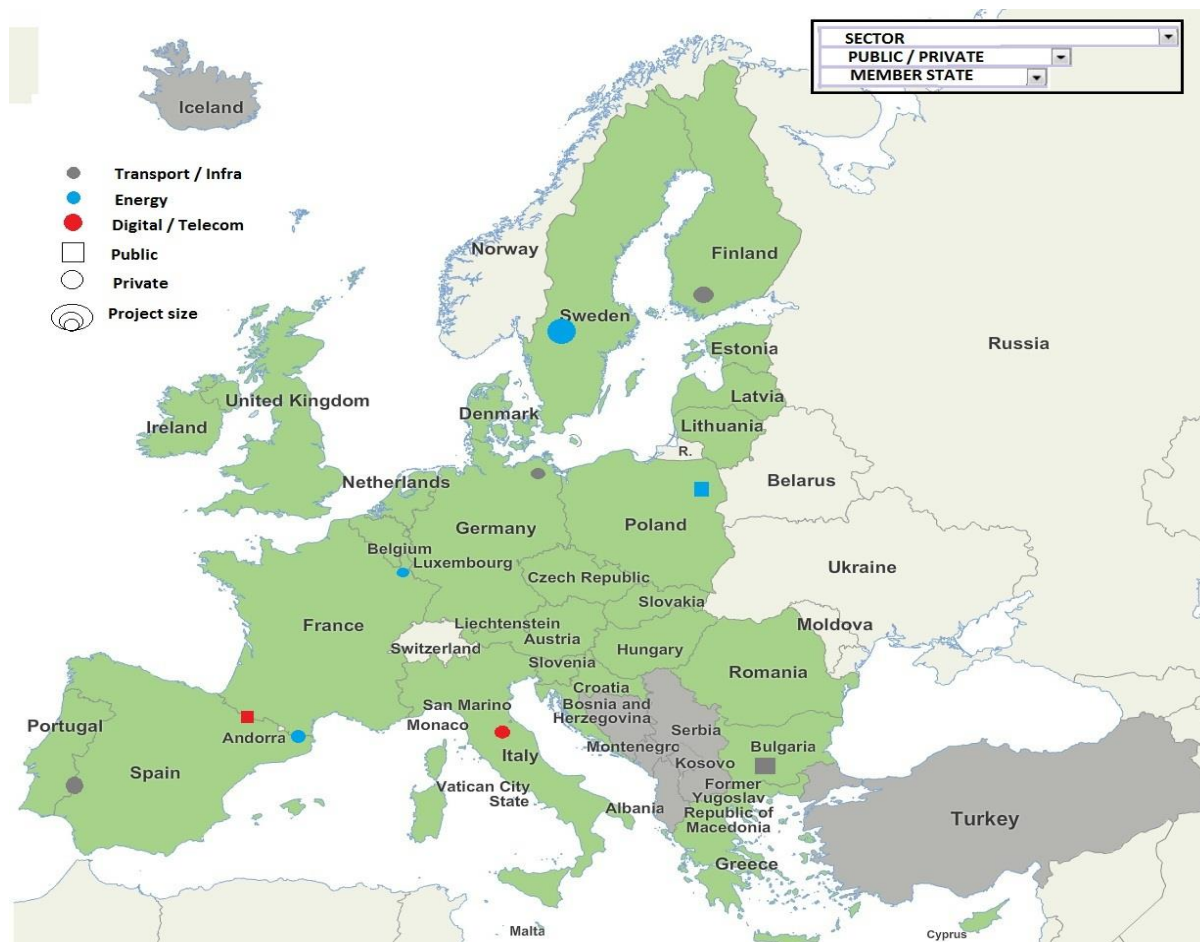 SECTOR
PUBLIC / PRIVATE
MEMBER STATE
Iceland
Transport / Infra
Energy
Digital / Telecom
Public
Private
Project size
Norway
Finland
Sweden
Russia
Estonia
Latvia
Lithuania
R.
United Kingdom
Ireland
Denmark
Netherlands
Belarus
Germany
Poland
Belgium
Luxembourg
Czech Republic
Ukraine
Slovakia
France
Liechtenstein
Austria
Moldova
Switzerland
Hungary
Slovenia
Romania
Croatia
San Marino
Bosnia and
Herzegovina
Portugal
Monaco
Serbia
Andorra
Montenegro
Bulgaria
Italy
Kosovo
Spain
Vatican City
State
Former
Yugoslav
Republic of
Macedonia
Albania
Turkey
Greece
Malta
Cyprus